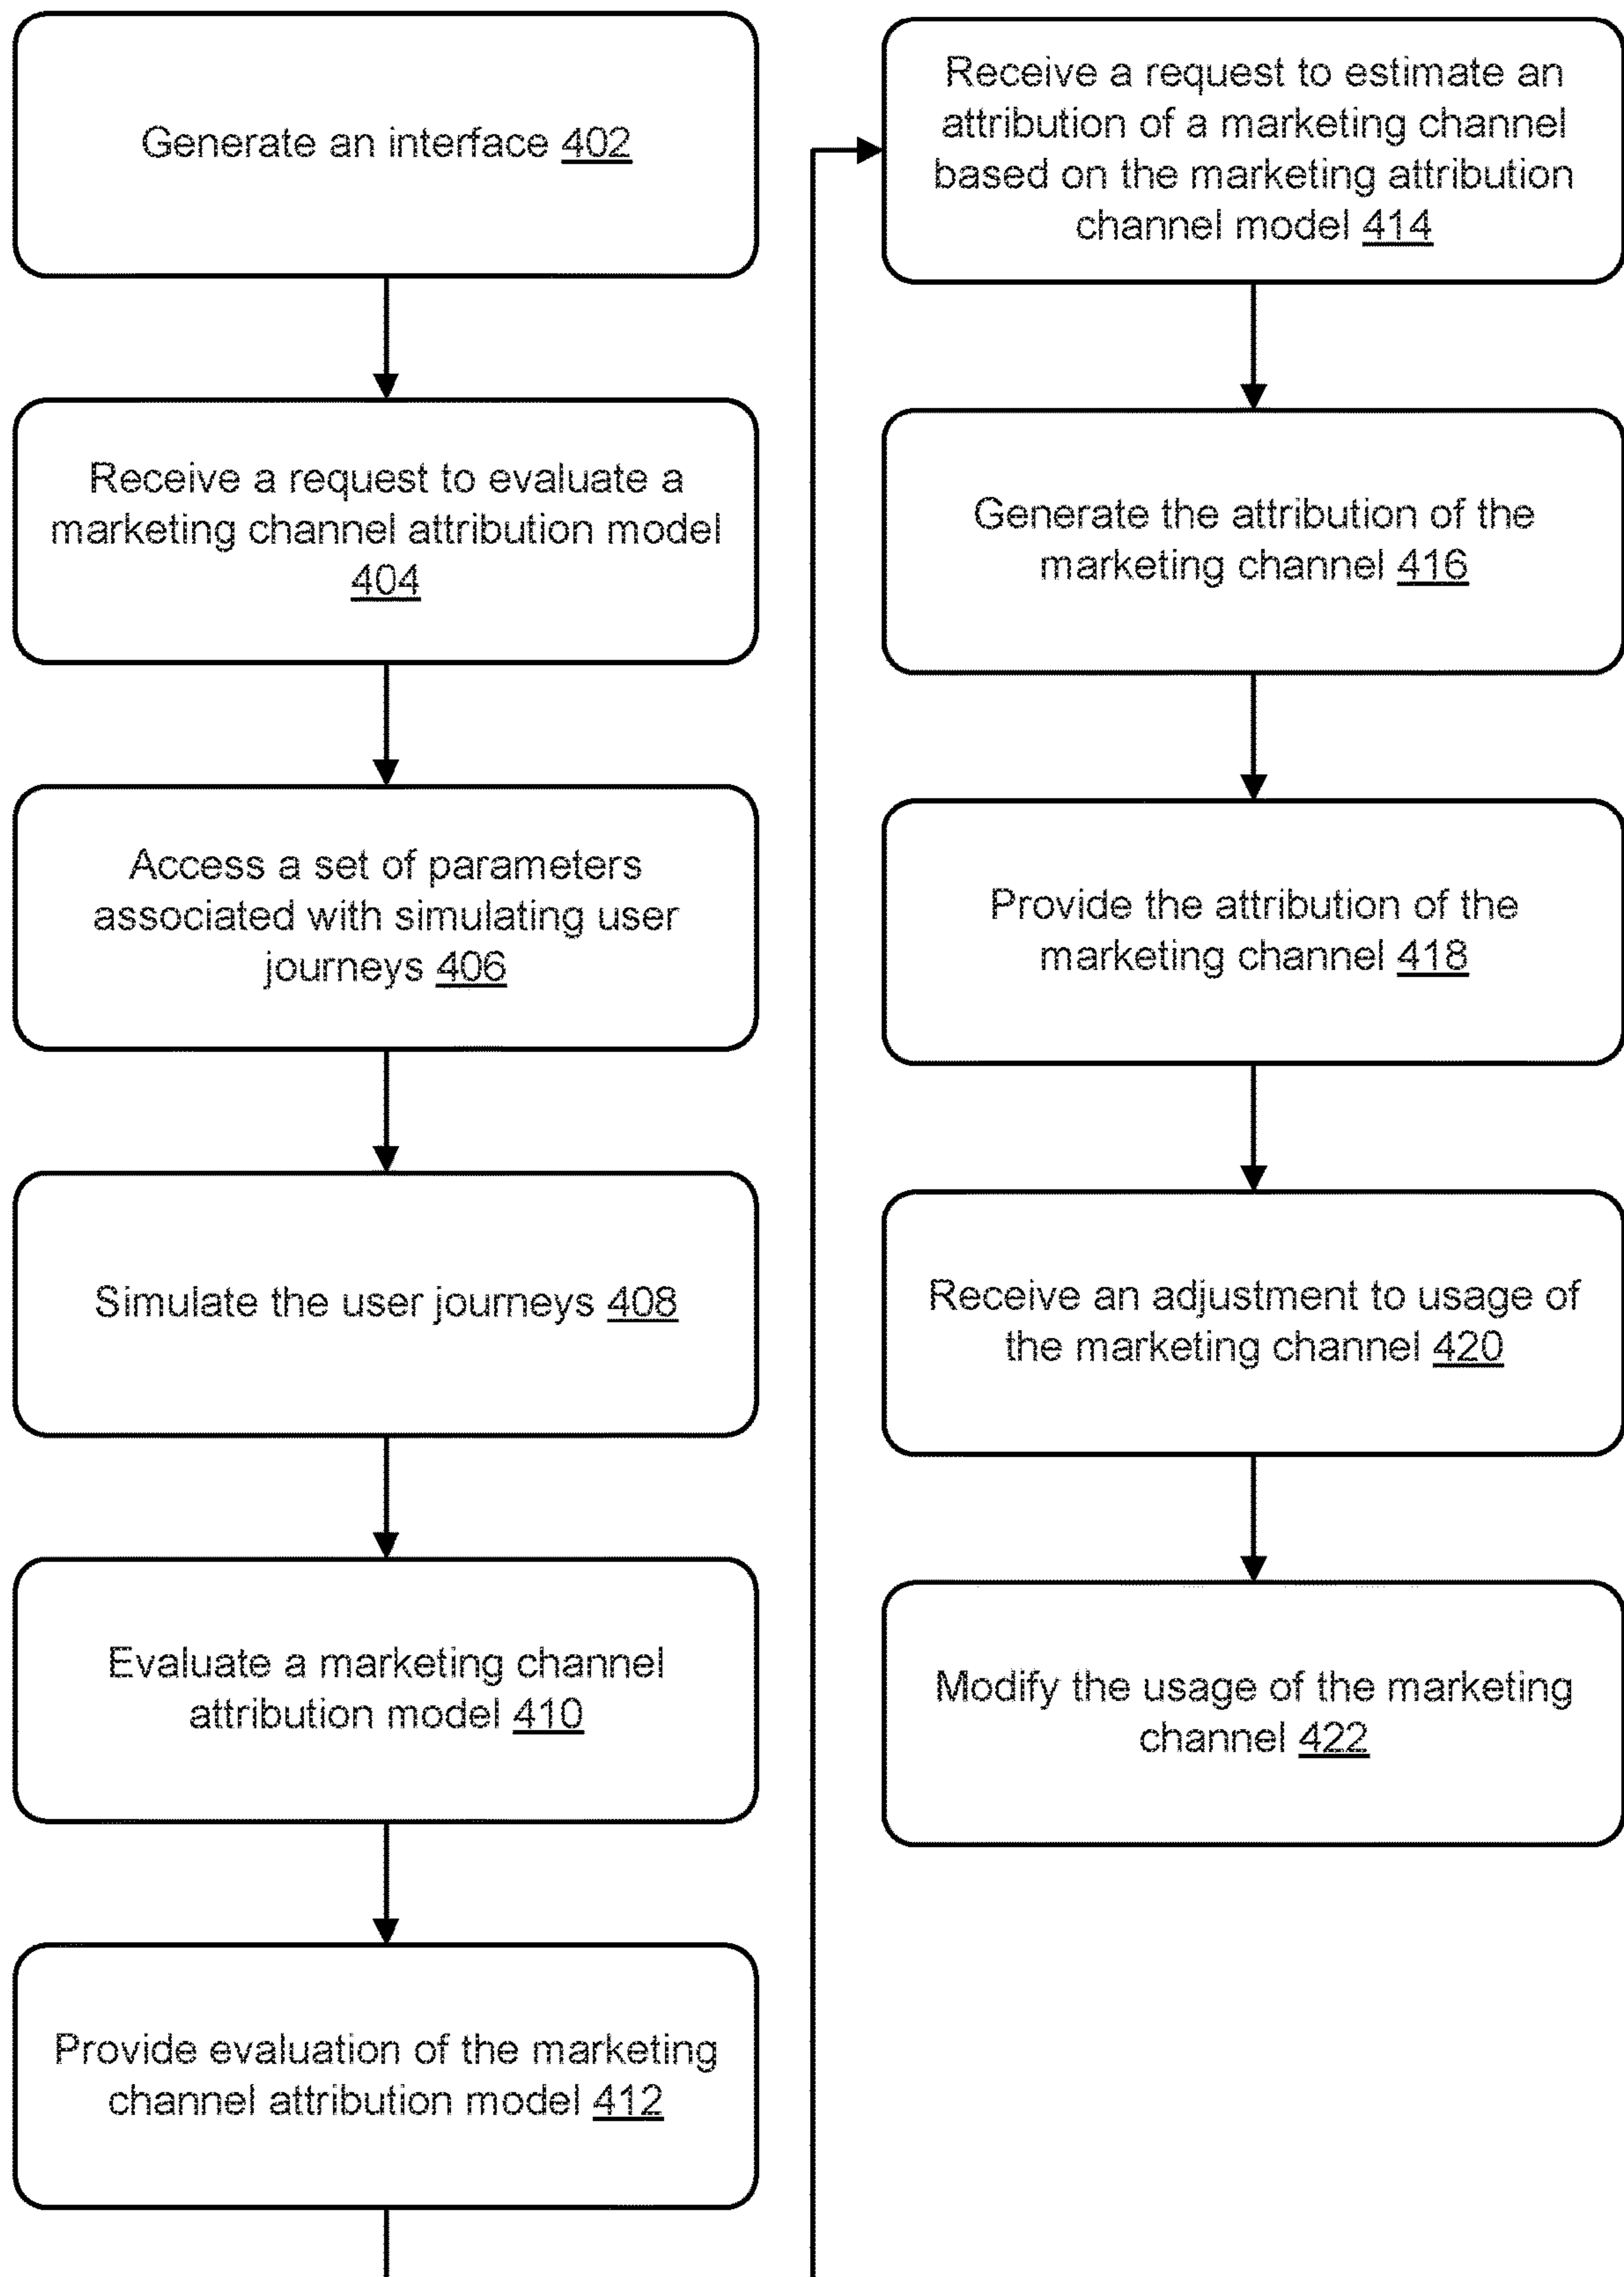 Generate an interface 402
Receive a request to evaluate a
marketing channel attribution model
404
Access a set of parameters
associated with simulating user
journeys 406
Simulate the user journeys 408
Evaluate a marketing channel
attribution model 410
Provide evaluation of the marketing
channel attribution model 412
Receive a request to estimate an
attribution of a marketing channel
based on the marketing attribution
channel model 414
Generate the attribution of the
marketing channel 416
Provide the attribution of the
marketing channel 418
Receive an adjustment to usage of
the marketing channel 420
Modify the usage of the marketing
channel 422